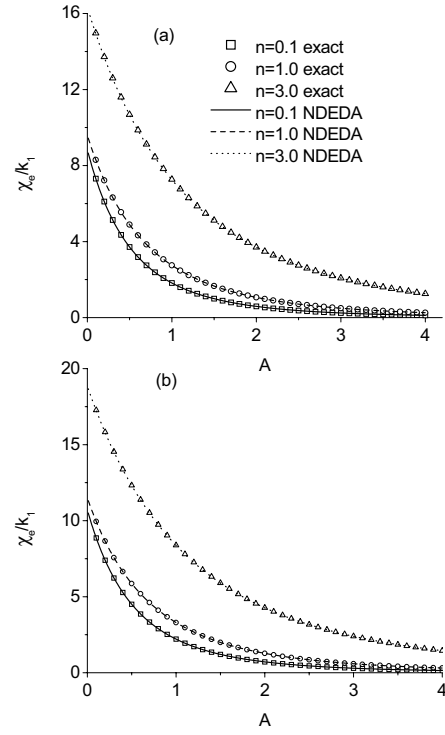 (a)
n=0.1 exact
n=1.0 exact
n=3.0 exact
n=0.1 NDEDA
n=1.0 NDEDA
n=3.0 NDEDA
16
12
8
4
0
χe/k1
0 1 2 3 4
A
(b)
20
15
10
5
0
χe/k1
0 1 2 3 4
A